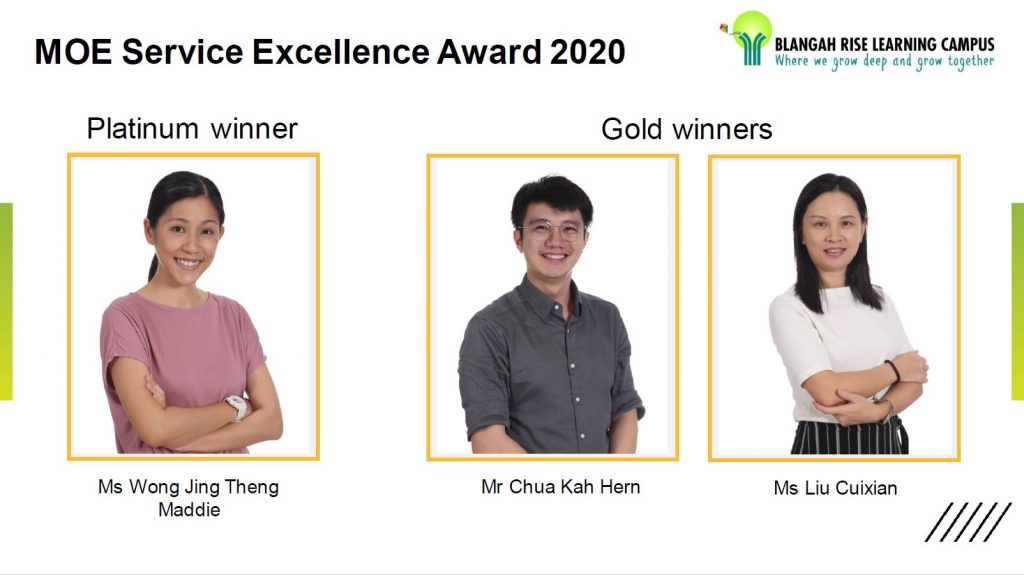 MOE Service Excellence Award 2020
BLANGAH RISE LEARNING CAMPUS
Where we grow deep and grow together
Platinum winner
Gold winners
Ms Wong Jing Theng
Maddie
Mr Chua Kah Hern
Ms Liu Cuixian